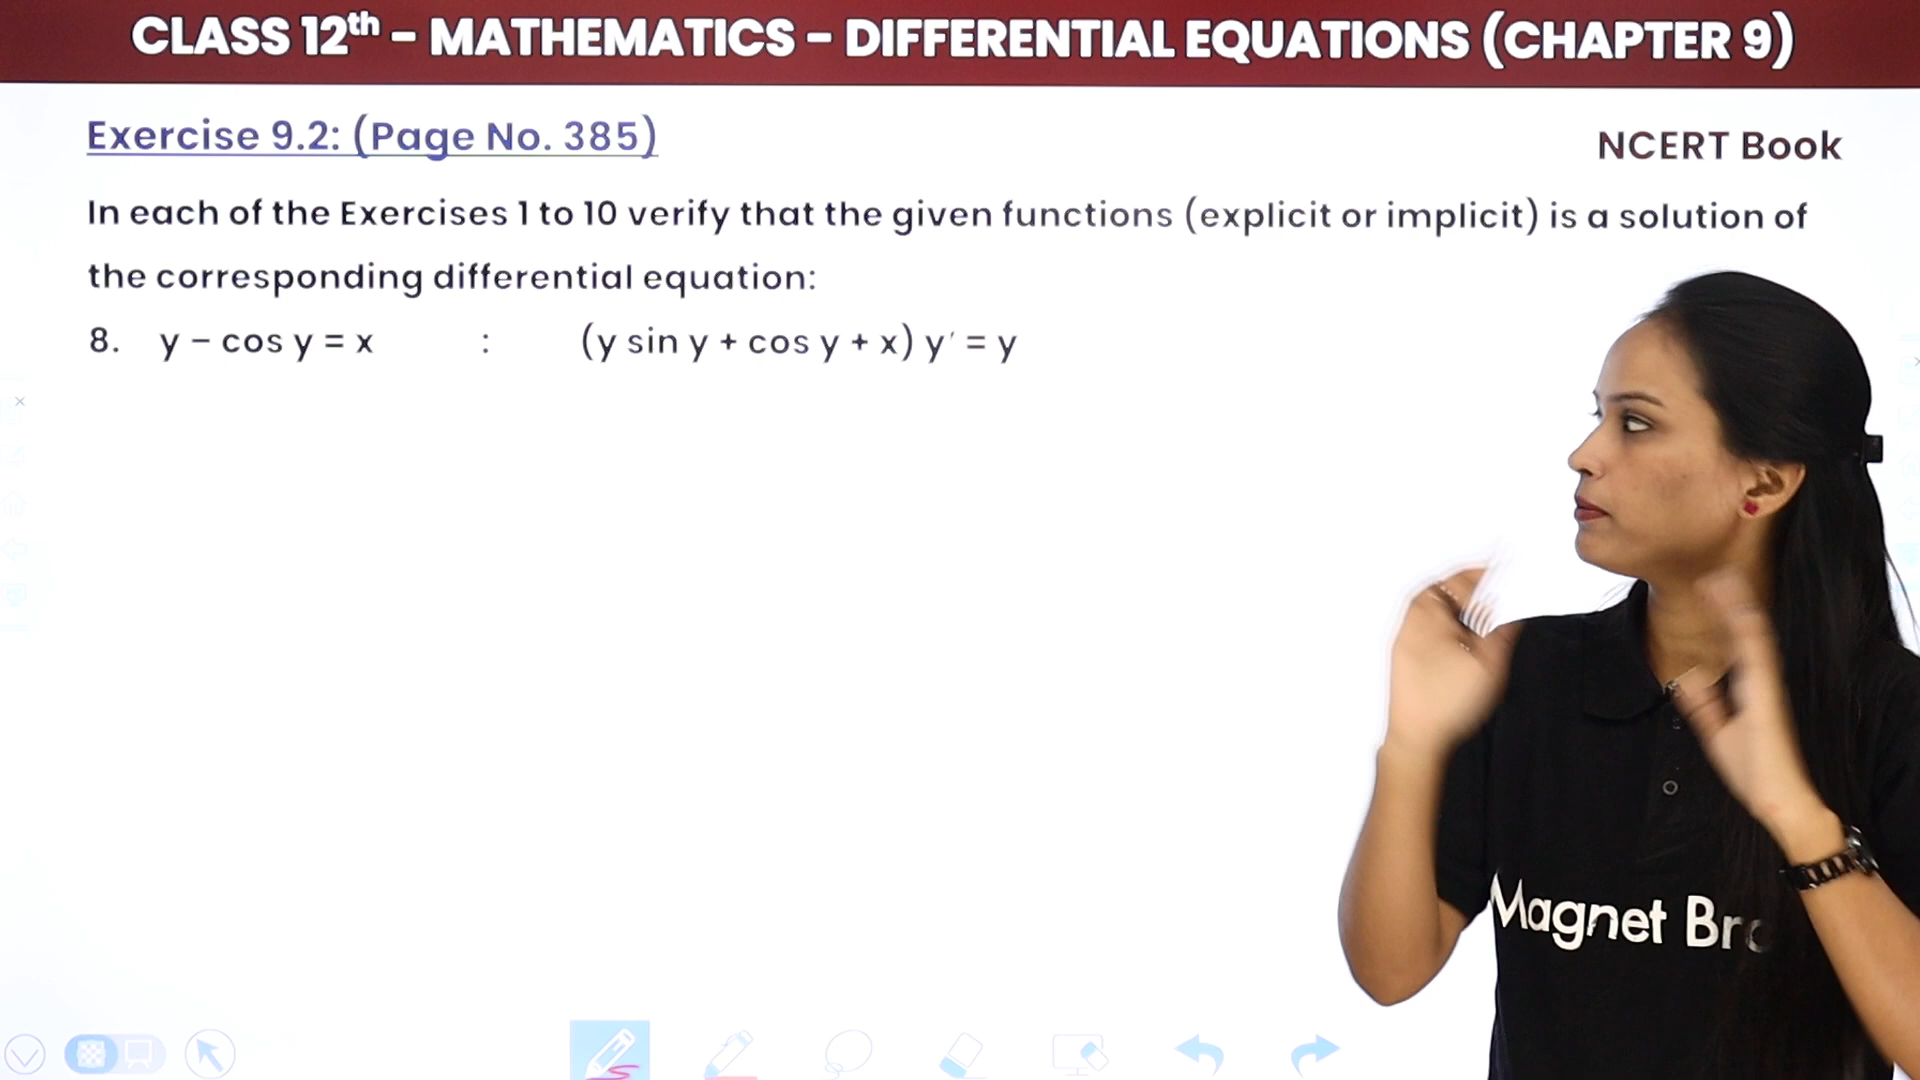 CLASS 12th – MATHEMATICS – DIFFERENTIAL EQUATIONS (CHAPTER 9)
Exercise 9.2: (Page No. 385)
NCERT Book
In each of the Exercises 1 to 10 verify that the given functions (explicit or implicit) is a solution of
the corresponding differential equation:
8. y – cos y = x : (y sin y + cos y + x) y′ = y
Magnet Br